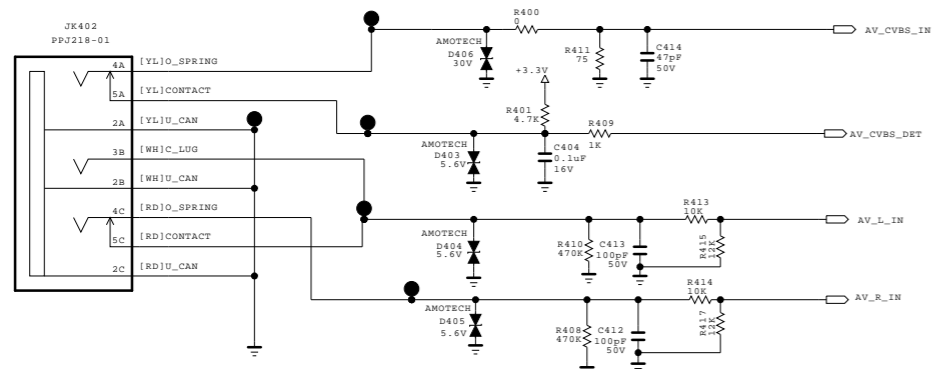 JK402
PPJ218-01
4A [YL]O_SPRING
5A [YL]CONTACT
2A [YL]U_CAN
3B [WH]C_LUG
2B [WH]U_CAN
4C [RD]O_SPRING
5C [RD]CONTACT
2C [RD]U_CAN
R400
0
AV_CVBS_IN
AMOTECH
D406
30V
R411
75
C414
47pF
50V
+3.3V
R401
4.7K
R409
1K
AV_CVBS_DET
AMOTECH
D403
5.6V
C404
0.1uF
16V
R413
10K
AV_L_IN
AMOTECH
D404
5.6V
R410
470K
C413
100pF
50V
R415
12K
R414
10K
AV_R_IN
AMOTECH
D405
5.6V
R408
470K
C412
100pF
50V
R417
12K